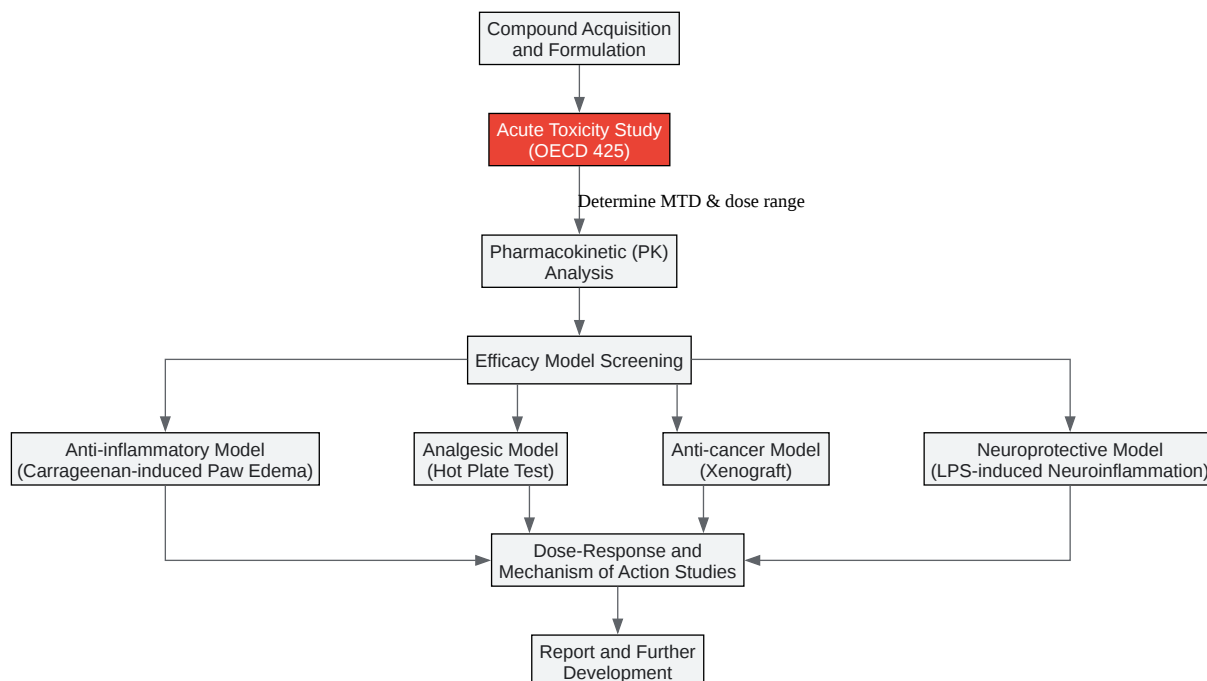 Compound Acquisition
and Formulation
Acute Toxicity Study
(OECD 425)
Determine MTD & dose range
Pharmacokinetic (PK)
Analysis
Efficacy Model Screening
Anti-inflammatory Model
(Carrageenan-induced Paw Edema)
Analgesic Model
(Hot Plate Test)
Anti-cancer Model
(Xenograft)
Neuroprotective Model
(LPS-induced Neuroinflammation)
Dose-Response and
Mechanism of Action Studies
Report and Further
Development